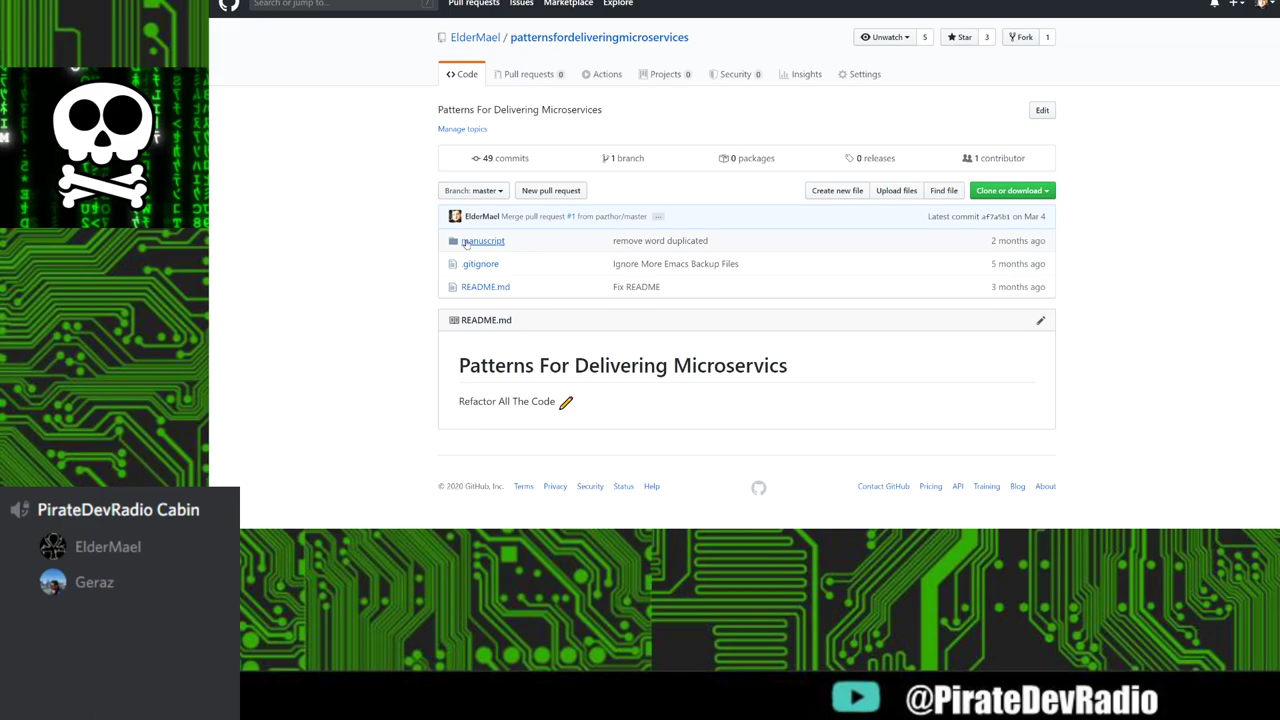 Search or jump to...
/
Pull requests
Issues
Marketplace
Explore
ElderMael / patternsfordeliveringmicroservices
Unwatch 5
Star 3
Fork 1
Code
Pull requests 0
Actions
Projects 0
Security 0
Insights
Settings
Patterns For Delivering Microservices
Edit
Manage topics
49 commits
1 branch
0 packages
0 releases
1 contributor
Branch: master
New pull request
Create new file
Upload files
Find file
Clone or download
ElderMael Merge pull request #1 from pazthor/master ...
Latest commit af7a5b1 on Mar 4
manuscript
remove word duplicated
2 months ago
.gitignore
Ignore More Emacs Backup Files
5 months ago
README.md
Fix README
3 months ago
README.md
Patterns For Delivering Microservics
Refactor All The Code
© 2020 GitHub, Inc.
Terms
Privacy
Security
Status
Help
Contact GitHub
Pricing
API
Training
Blog
About
PirateDevRadio Cabin
ElderMael
Geraz
@PirateDevRadio